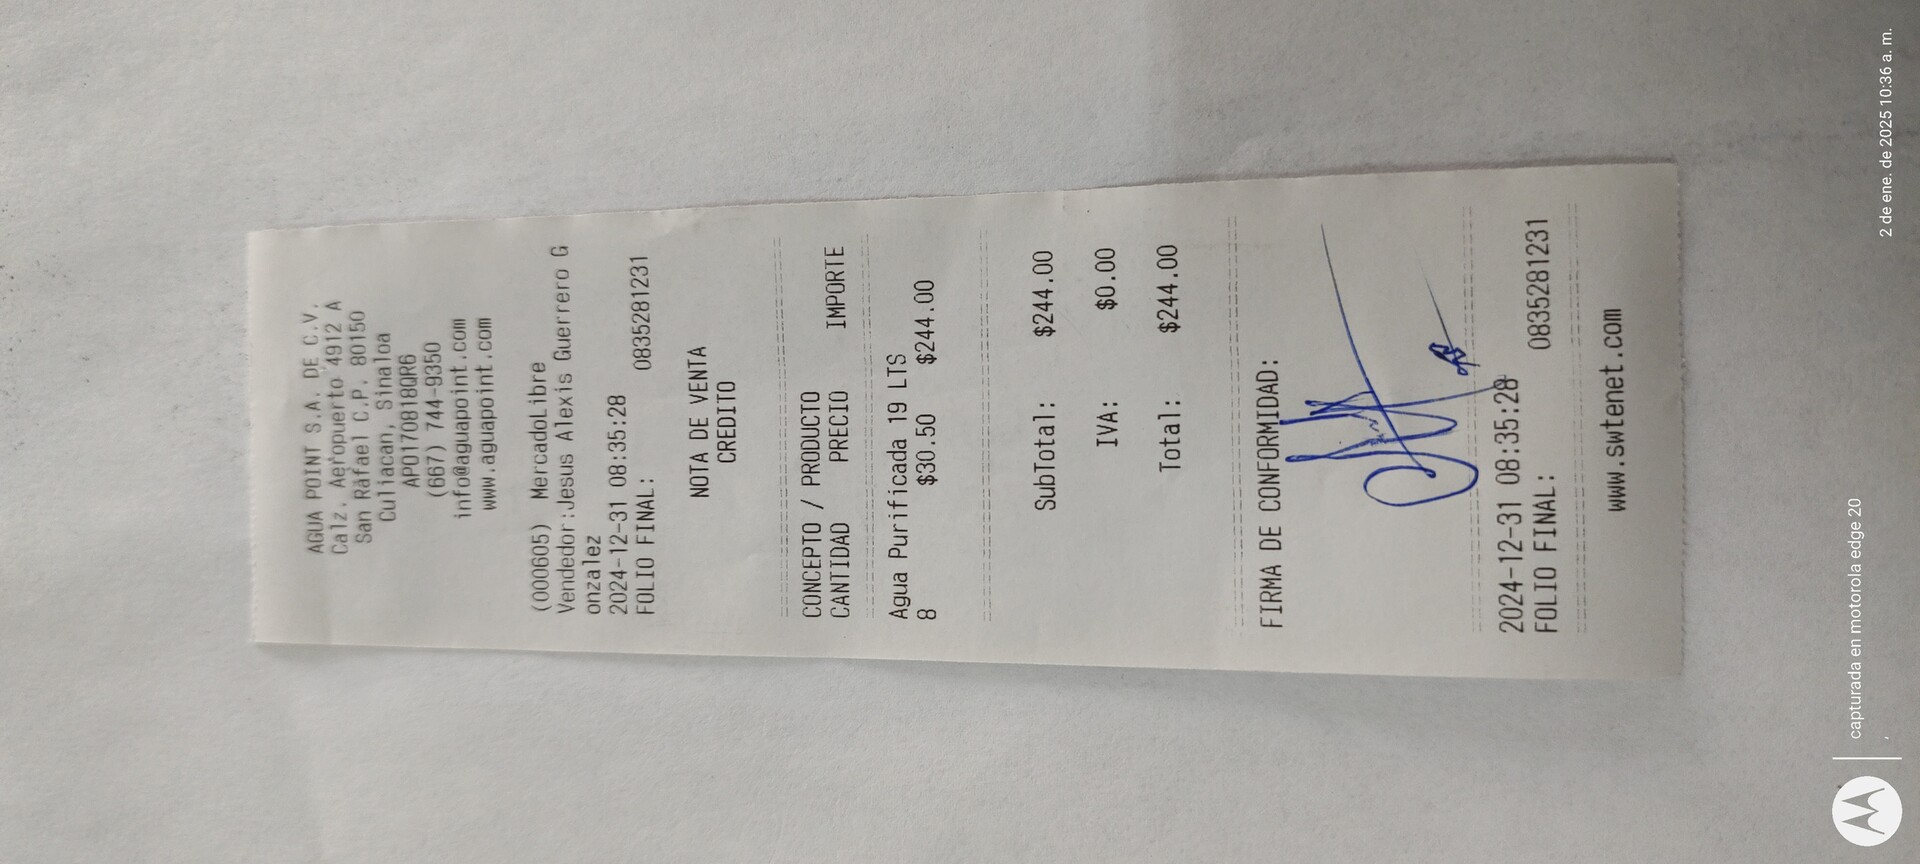 AGUA POINT S.A. DE C.V.
Calz. Aeropuerto 4912 A
San Rafael C.P. 80150
Culiacan, Sinaloa
APO170818QR6
(667) 744-9350
info@aguapoint.com
www.aguapoint.com
(000605) MercadoLibre
Vendedor:Jesus Alexis Guerrero G
onzalez
2024-12-31 08:35:28
FOLIO FINAL: 0835281231
NOTA DE VENTA
CREDITO
CONCEPTO / PRODUCTO
CANTIDAD PRECIO IMPORTE
Agua Purificada 19 LTS
8 $30.50 $244.00
SubTotal: $244.00
IVA: $0.00
Total: $244.00
FIRMA DE CONFORMIDAD:
2024-12-31 08:35:28
FOLIO FINAL: 0835281231
www.swtenet.com
capturada en motorola edge 20
2 de ene. de 2025 10:36 a. m.